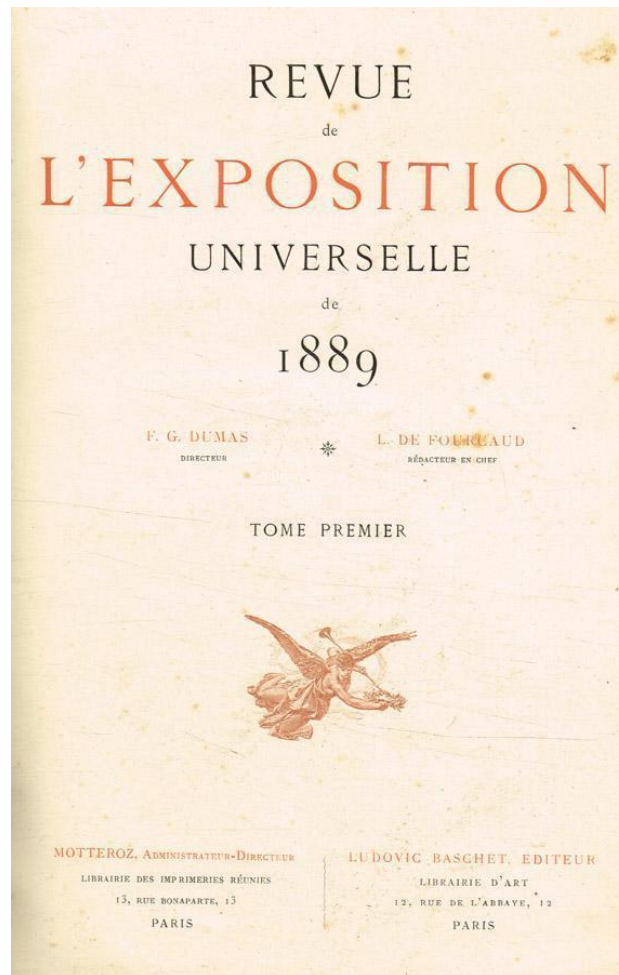 REVUE
de
L'EXPOSITION
UNIVERSELLE
de
1889
F. G. DUMAS
DIRECTEUR
L. DE FOURCAUD
RÉDACTEUR EN CHEF
TOME PREMIER
MOTTEROZ, ADMINISTRATEUR-DIRECTEUR
LIBRAIRIE DES IMPRIMERIES RÉUNIES
13, RUE BONAPARTE, 13
PARIS
LUDOVIC BASCHET, EDITEUR
LIBRAIRIE D'ART
12, RUE DE L'ABBAYE, 12
PARIS